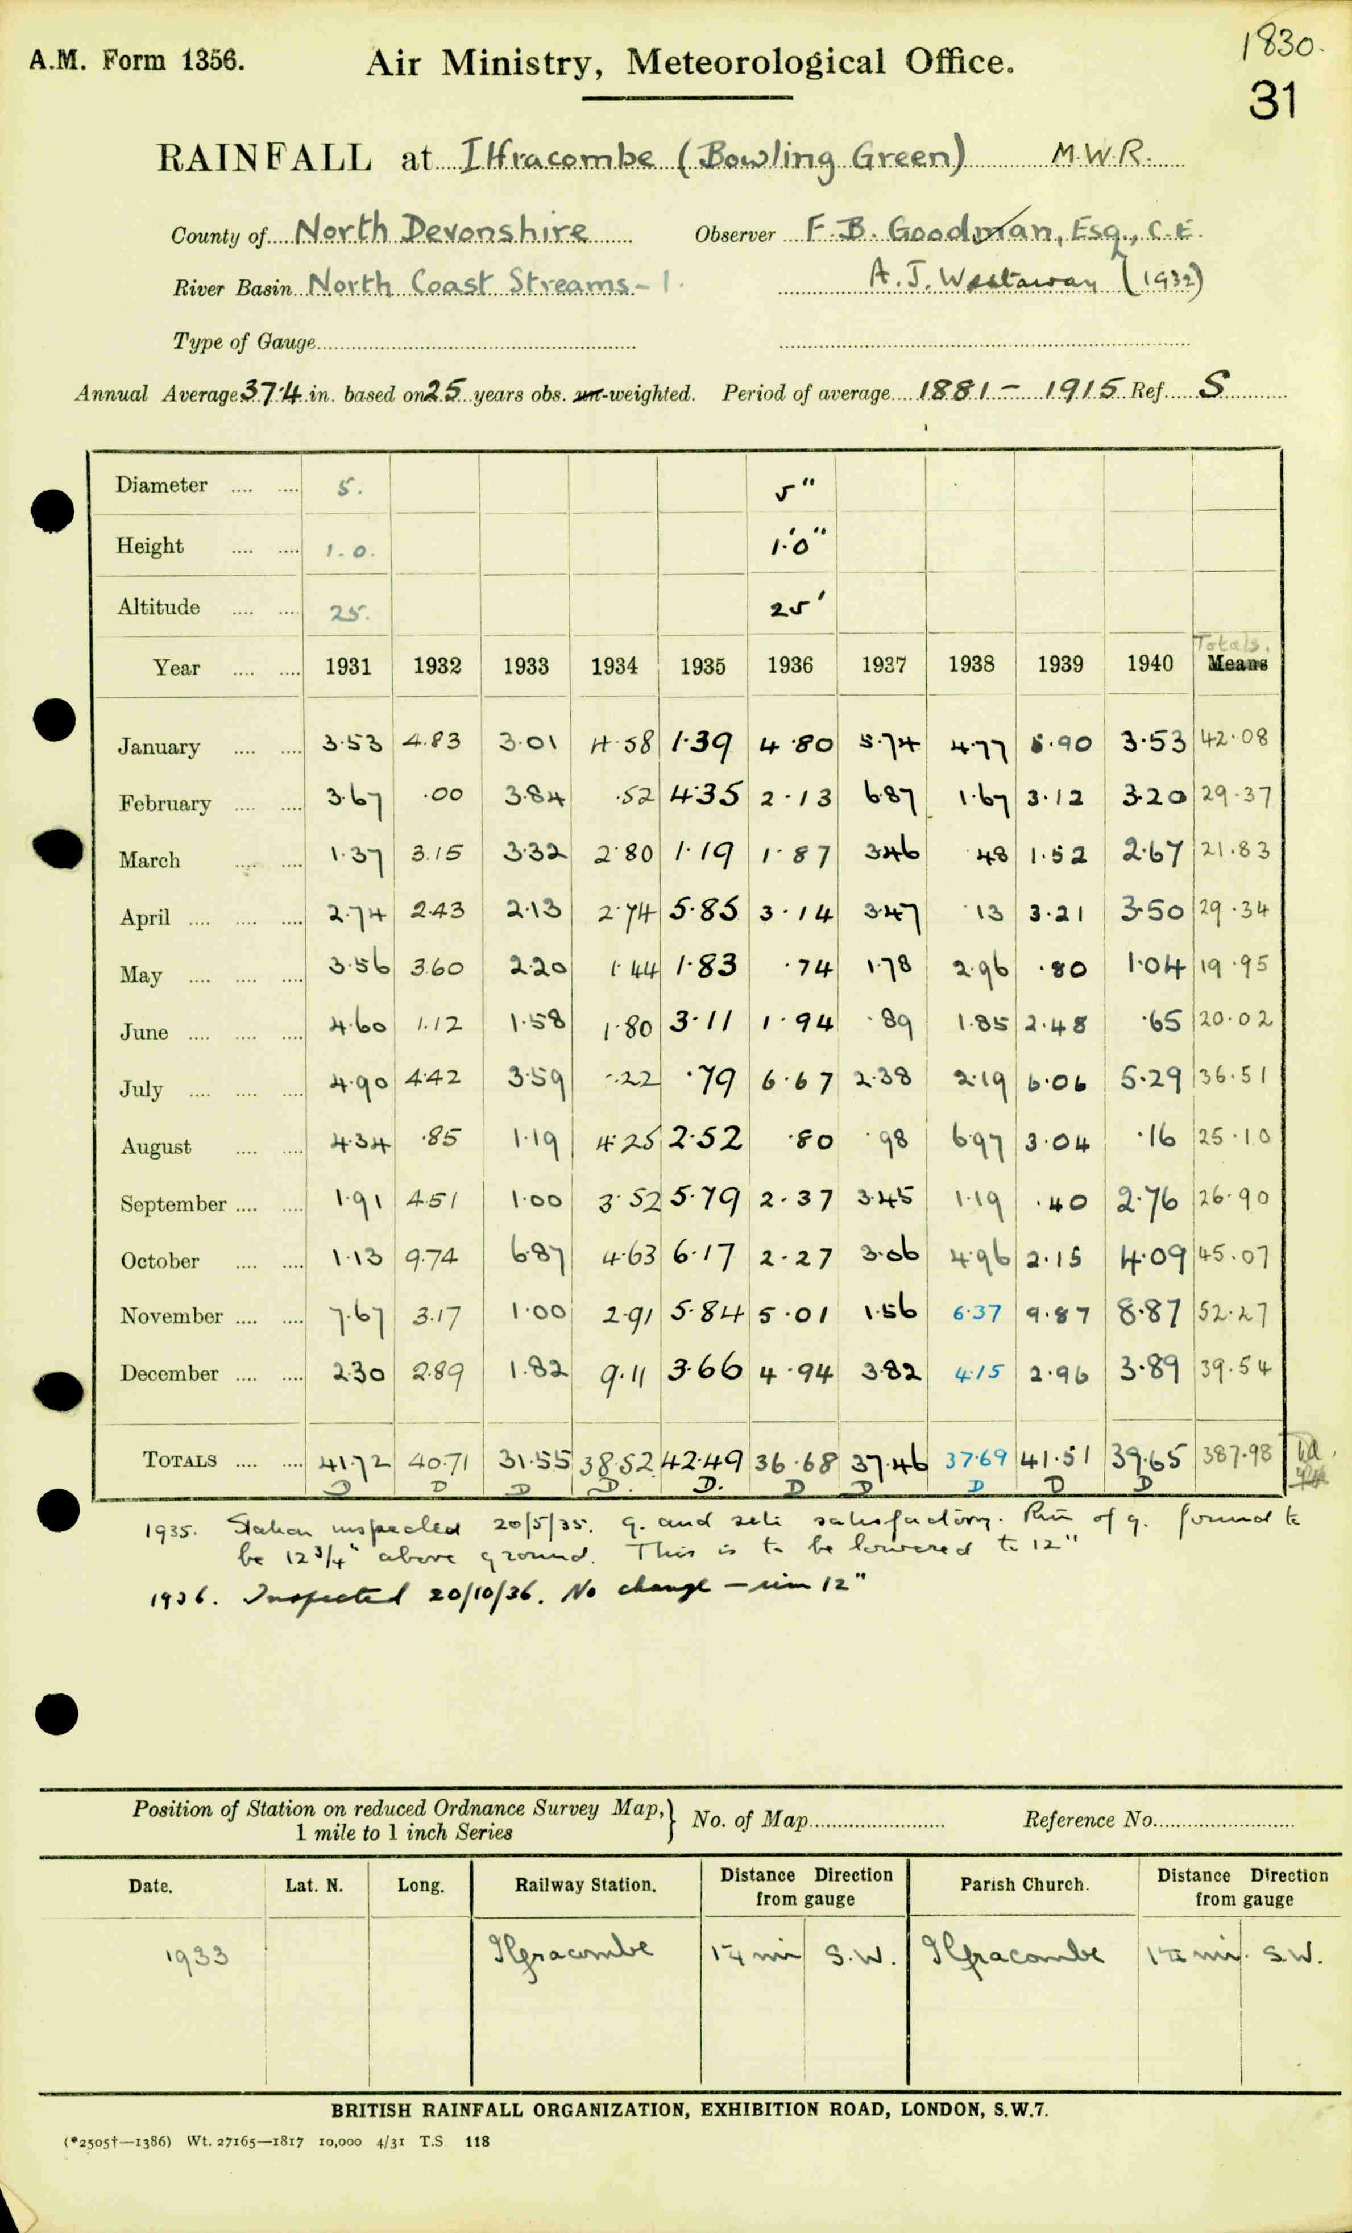 1830.
A.M. Form 1356. Air Ministry, Meteorological Office.
31
RAINFALL at Ilfracombe (Bowling Green) M.W.R.
County of North Devonshire Observer F. B. Goodman, Esq., C.E.
River Basin North Coast Streams - 1. A. J. Westaway (1932)
Type of Gauge
Annual Average 37.4 in. based on 25 years obs. un-weighted. Period of average 1881 - 1915 Ref. S
Diameter 5. 5"
Height 1.0. 1'0"
Altitude 25. 25'
Totals.
Year 1931 1932 1933 1934 1935 1936 1937 1938 1939 1940 Means
January 3.53 4.83 3.01 4.58 1.39 4.80 5.74 4.77 5.90 3.53 42.08
February 3.67 .00 3.84 .52 4.35 2.13 6.87 1.67 3.12 3.20 29.37
March 1.37 3.15 3.32 2.80 1.19 1.87 3.46 .48 1.52 2.67 21.83
April 2.74 2.43 2.13 2.74 5.85 3.14 3.47 .13 3.21 3.50 29.34
May 3.56 3.60 2.20 1.44 1.83 .74 1.78 2.96 .80 1.04 19.95
June 4.60 1.12 1.58 1.80 3.11 1.94 .89 1.85 2.48 .65 20.02
July 4.90 4.42 3.59 .22 .79 6.67 2.38 2.19 6.06 5.29 36.51
August 4.34 .85 1.19 4.25 2.52 .80 .98 6.97 3.04 .16 25.10
September 1.91 4.51 1.00 3.52 5.79 2.37 3.45 1.19 .40 2.76 26.90
October 1.13 9.74 6.87 4.63 6.17 2.27 3.06 4.96 2.15 4.09 45.07
November 7.67 3.17 1.00 2.91 5.84 5.01 1.56 6.37 9.87 8.87 52.27
December 2.30 2.89 1.82 9.11 3.66 4.94 3.82 4.15 2.96 3.89 39.54
TOTALS 41.72 40.71 31.55 38.52 42.49 36.68 37.46 37.69 41.51 39.65 387.98
D D D D. D. D D D D D
1935. Station inspected 20/5/35. g. and site satisfactory. Rim of g. found to
be 12 3/4" above ground. This is to be lowered to 12"
1936. Inspected 20/10/36. No change - rim 12"
Position of Station on reduced Ordnance Survey Map, } No. of Map Reference No.
1 mile to 1 inch Series
Date. Lat. N. Long. Railway Station. Distance Direction from gauge Parish Church. Distance Direction from gauge
1933 Ilfracombe 1 1/4 mi S.W. Ilfracombe mi. S.W.
BRITISH RAINFALL ORGANIZATION, EXHIBITION ROAD, LONDON, S.W.7.
(*2505†—1386) Wt. 27165—1817 10,000 4/31 T.S 118